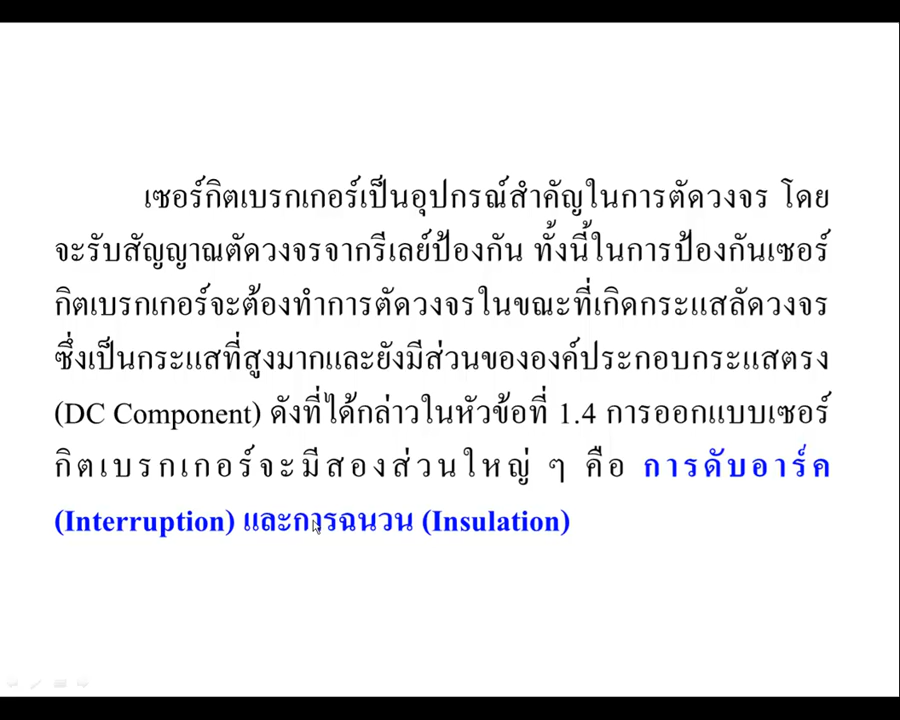 เซอร์กิตเบรกเกอร์เป็นอุปกรณ์สำคัญในการตัดวงจร โดย
จะรับสัญญาณตัดวงจรจากรีเลย์ป้องกัน ทั้งนี้ในการป้องกันเซอร์
กิตเบรกเกอร์จะต้องทำการตัดวงจรในขณะที่เกิดกระแสลัดวงจร
ซึ่งเป็นกระแสที่สูงมากและยังมีส่วนขององค์ประกอบกระแสตรง
(DC Component) ดังที่ได้กล่าวในหัวข้อที่ 1.4 การออกแบบเซอร์
กิตเบรกเกอร์จะมีสองส่วนใหญ่ ๆ คือ การดับอาร์ค
(Interruption) และการฉนวน (Insulation)